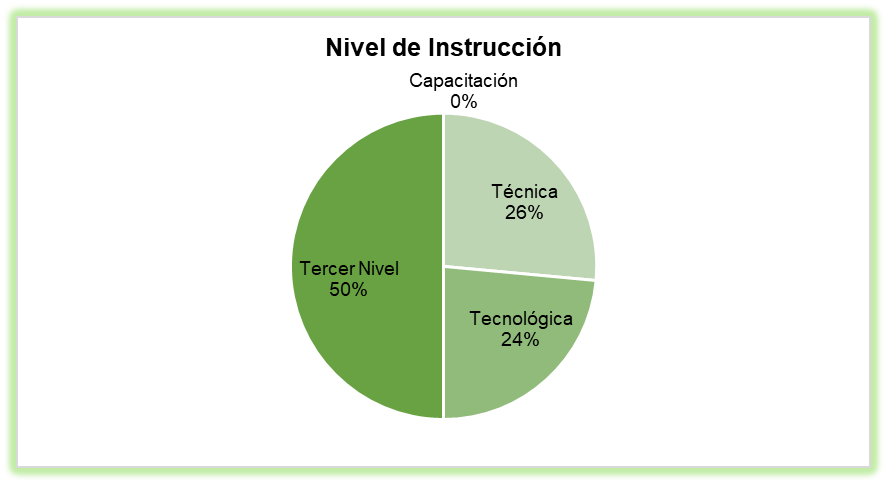 Nivel de Instrucción
Capacitación
0%
Técnica
26%
Tercer Nivel
50%
Tecnológica
24%